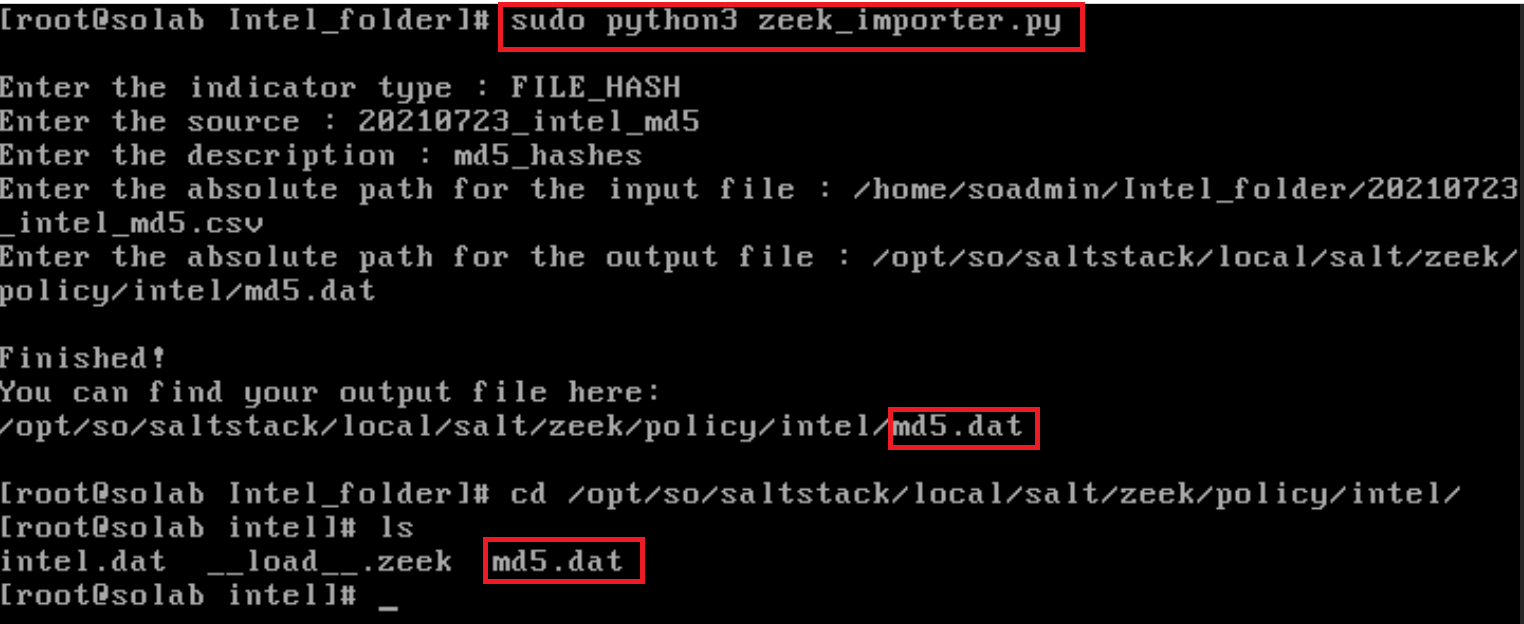 [root@solab Intel_folder]# sudo python3 zeek_importer.py
Enter the indicator type : FILE_HASH
Enter the source : 20210723_intel_md5
Enter the description : md5_hashes
Enter the absolute path for the input file : /home/soadmin/Intel_folder/20210723
_intel_md5.csv
Enter the absolute path for the output file : /opt/so/saltstack/local/salt/zeek/
policy/intel/md5.dat
Finished!
You can find your output file here:
/opt/so/saltstack/local/salt/zeek/policy/intel/md5.dat
[root@solab Intel_folder]# cd /opt/so/saltstack/local/salt/zeek/policy/intel/
[root@solab intel]# ls
intel.dat  __load__.zeek  md5.dat
[root@solab intel]# _